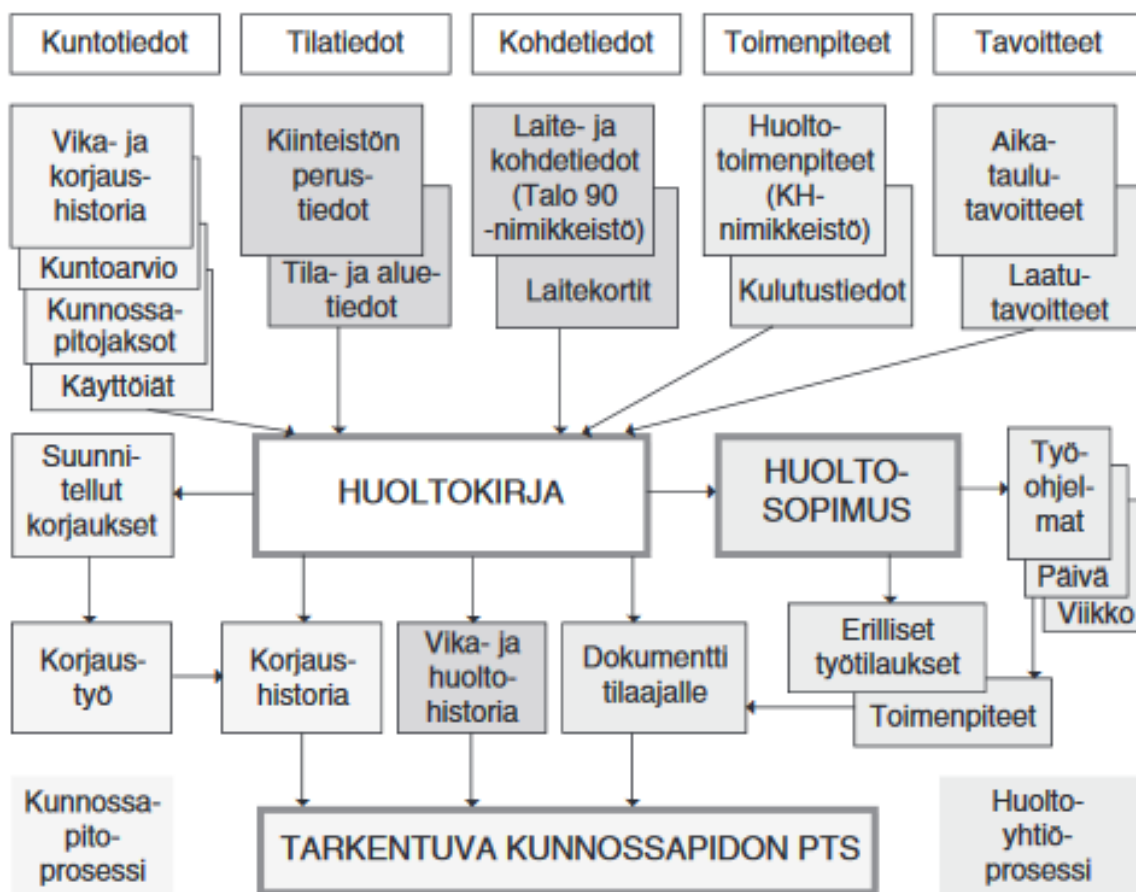 Kuntotiedot
Tilatiedot
Kohdetiedot
Toimenpiteet
Tavoitteet
Vika- ja
korjaus-
historia
Kuntoarvio
Kunnossa-
pitojaksot
Käyttöiät
Kiinteistön
perus-
tiedot
Tila- ja alue-
tiedot
Laite- ja
kohdetiedot
(Talo 90
-nimikkeistö)
Laitekortit
Huolto-
toimenpiteet
(KH-
nimikkeistö)
Kulutustiedot
Aika-
taulu-
tavoitteet
Laatu-
tavoitteet
Suunni-
tellut
korjaukset
HUOLTOKIRJA
HUOLTO-
SOPIMUS
Työ-
ohjel-
mat
Päivä
Viikko
Korjaus-
työ
Korjaus-
historia
Vika- ja
huolto-
historia
Dokumentti
tilaajalle
Erilliset
työtilaukset
Toimenpiteet
Kunnossa-
pito-
prosessi
TARKENTUVA KUNNOSSAPIDON PTS
Huolto-
yhtiö-
prosessi